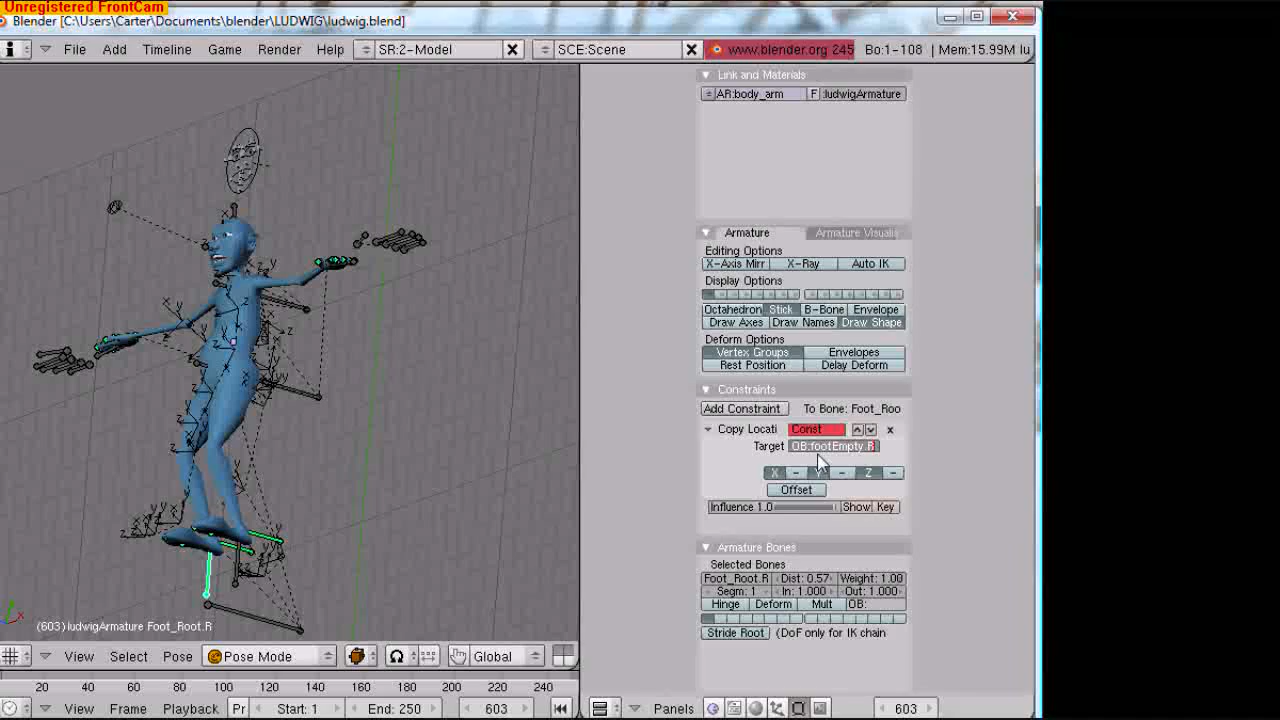 Unregistered FrontCam
Blender [C:\Users\Carter\Documents\blender\LUDWIG\ludwig.blend]
File Add Timeline Game Render Help SR:2-Model SCE:Scene www.blender.org 245 Bo:1-108 | Mem:15.99M lu
Link and Materials
AR:body_arm F :ludwigArmature
Armature Armature Visualis
Editing Options
X-Axis Mirr X-Ray Auto IK
Display Options
Octahedron Stick B-Bone Envelope
Draw Axes Draw Names Draw Shape
Deform Options
Vertex Groups Envelopes
Rest Position Delay Deform
Constraints
Add Constraint To Bone: Foot_Roo
Copy Locati Const x
Target OB:footEmpty.R
X - Y - Z -
Offset
Influence 1.0 Show Key
Armature Bones
Selected Bones
Foot_Root.R Dist: 0.57 Weight: 1.00
Segm: 1 In: 1.000 Out: 1.000
Hinge Deform Mult OB:
Stride Root (DoF only for IK chain
(603) ludwigArmature Foot_Root.R
View Select Pose Pose Mode Global
20 40 60 80 100 120 140 160 180 200 220 240
View Frame Playback Pr Start: 1 End: 250 603 Panels 603